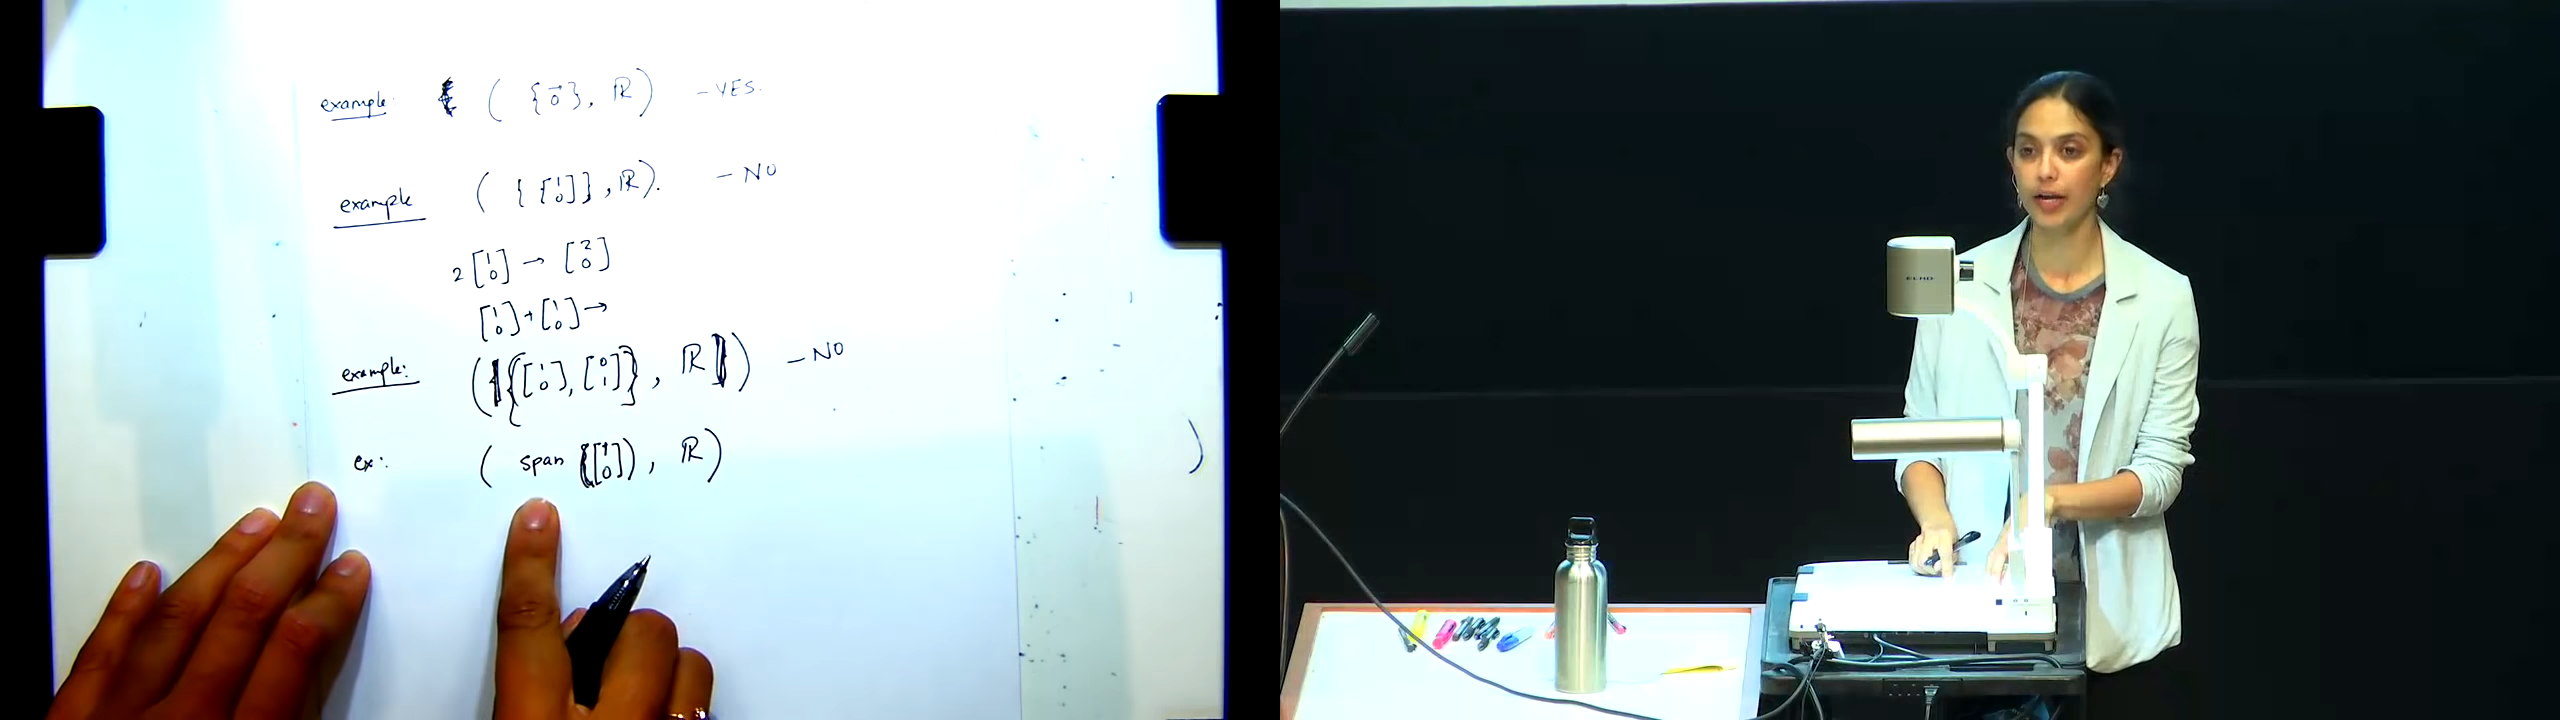 example: ( {0⃗}, ℝ ) – YES.
example ( { [1 0] }, ℝ ). – NO
2 [1 0] → [2 0]
[1 0] + [1 0] →
example: ( { [1 0], [0 1] }, ℝ ) – NO
ex: ( span ( [1 0] ), ℝ )
ELMO